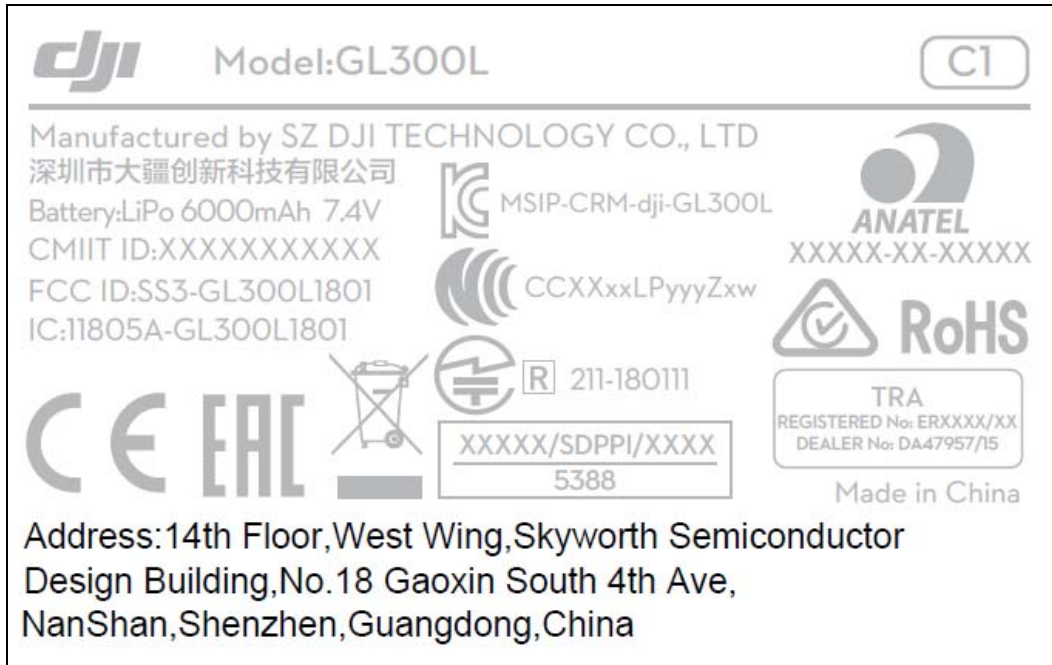 dji Model:GL300L C1
Manufactured by SZ DJI TECHNOLOGY CO., LTD
深圳市大疆创新科技有限公司
Battery:LiPo 6000mAh 7.4V
CMIIT ID:XXXXXXXXXXX
FCC ID:SS3-GL300L1801
IC:11805A-GL300L1801
MSIP-CRM-dji-GL300L
CCXXxxLPyyyZxw
R 211-180111
XXXXX/SDPPI/XXXX
5388
ANATEL
XXXXX-XX-XXXXX
RoHS
TRA
REGISTERED No: ERXXXX/XX
DEALER No: DA47957/15
CE EAC
Made in China
Address:14th Floor,West Wing,Skyworth Semiconductor
Design Building,No.18 Gaoxin South 4th Ave,
NanShan,Shenzhen,Guangdong,China